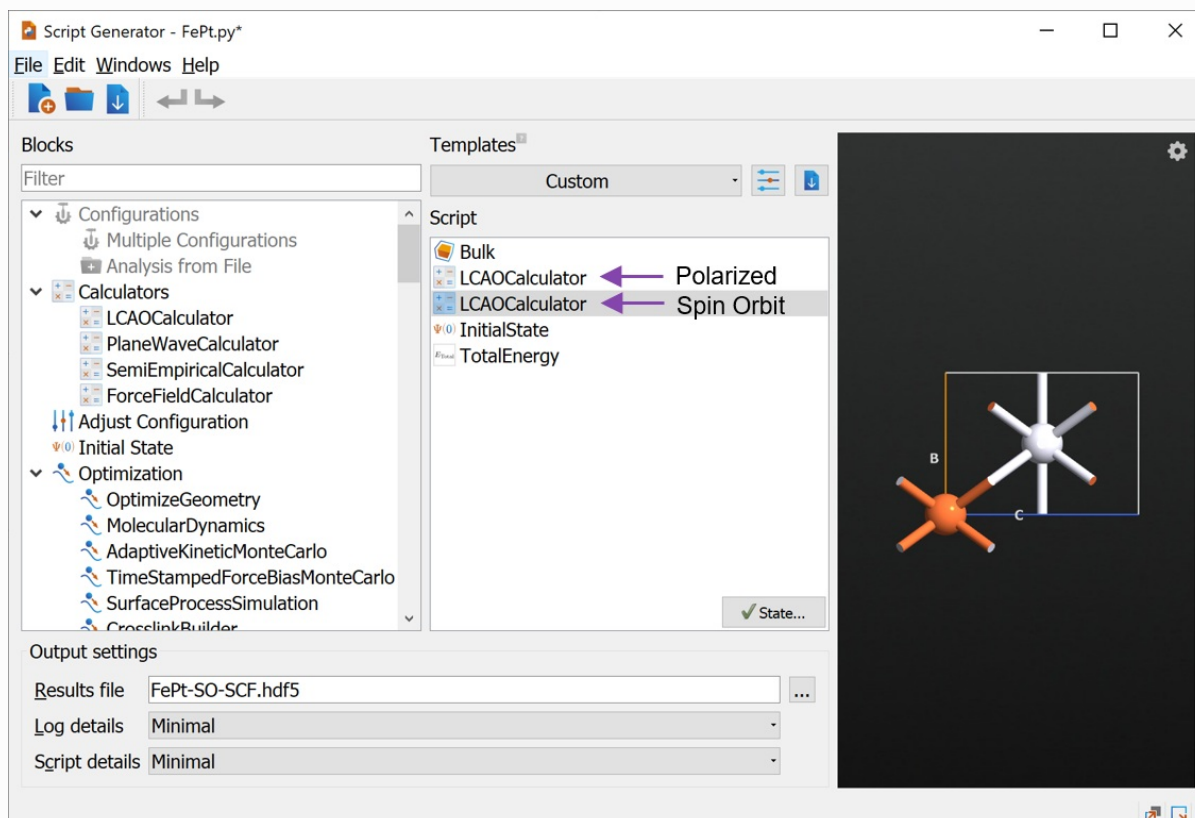 Script Generator - FePt.py*
File Edit Windows Help
Blocks
Filter
Configurations
Multiple Configurations
Analysis from File
Calculators
LCAOCalculator
PlaneWaveCalculator
SemiEmpiricalCalculator
ForceFieldCalculator
Adjust Configuration
Ψ(0) Initial State
Optimization
OptimizeGeometry
MolecularDynamics
AdaptiveKineticMonteCarlo
TimeStampedForceBiasMonteCarlo
SurfaceProcessSimulation
CrosslinkBuilder
Templates
Custom
Script
Bulk
LCAOCalculator Polarized
LCAOCalculator Spin Orbit
Ψ(0) InitialState
TotalEnergy
State...
B
C
Output settings
Results file FePt-SO-SCF.hdf5 ...
Log details Minimal
Script details Minimal